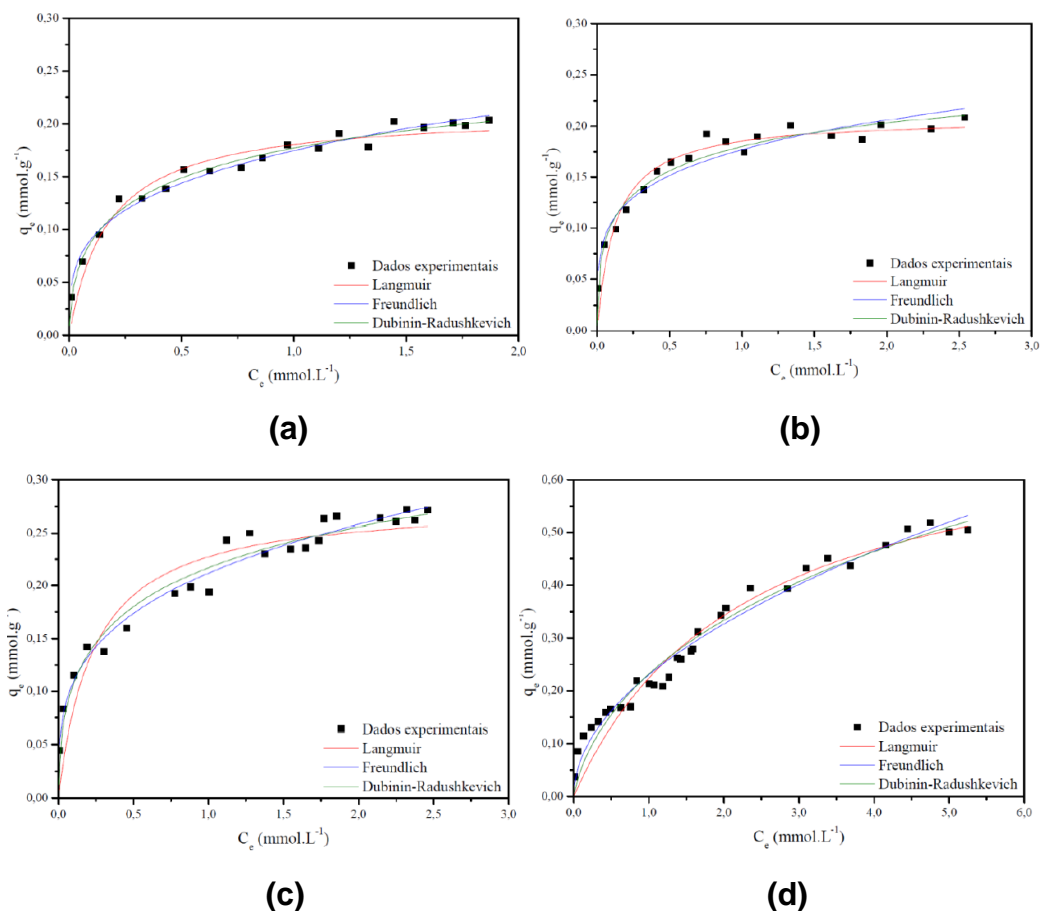 0,30
0,25
0,20
0,15
0,10
0,05
0,00
qe (mmol.g-1)
Dados experimentais
Langmuir
Freundlich
Dubinin-Radushkevich
0,0 0,5 1,0 1,5 2,0
Ce (mmol.L-1)
(a)
0,30
0,25
0,20
0,15
0,10
0,05
0,00
qe (mmol.g-1)
Dados experimentais
Langmuir
Freundlich
Dubinin-Radushkevich
0,0 0,5 1,0 1,5 2,0 2,5 3,0
Ce (mmol.L-1)
(b)
0,30
0,25
0,20
0,15
0,10
0,05
0,00
qe (mmol.g-1)
Dados experimentais
Langmuir
Freundlich
Dubinin-Radushkevich
0,0 0,5 1,0 1,5 2,0 2,5 3,0
Ce (mmol.L-1)
(c)
0,60
0,50
0,40
0,30
0,20
0,10
0,00
qe (mmol.g-1)
Dados experimentais
Langmuir
Freundlich
Dubinin-Radushkevich
0,0 1,0 2,0 3,0 4,0 5,0 6,0
Ce (mmol.L-1)
(d)